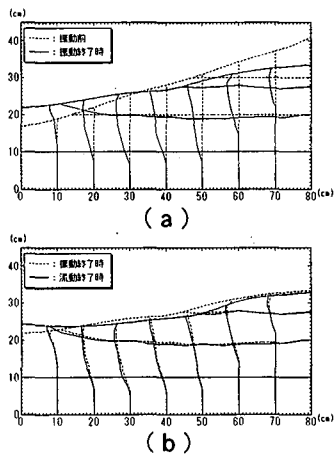 (cm)
40
30
20
10
0
----- : 振動前
—— : 振動終了時
0 10 20 30 40 50 60 70 80 (cm)
(a)
(cm)
40
30
20
10
0
----- : 振動終了時
—— : 流動終了時
0 10 20 30 40 50 60 70 80 (cm)
(b)